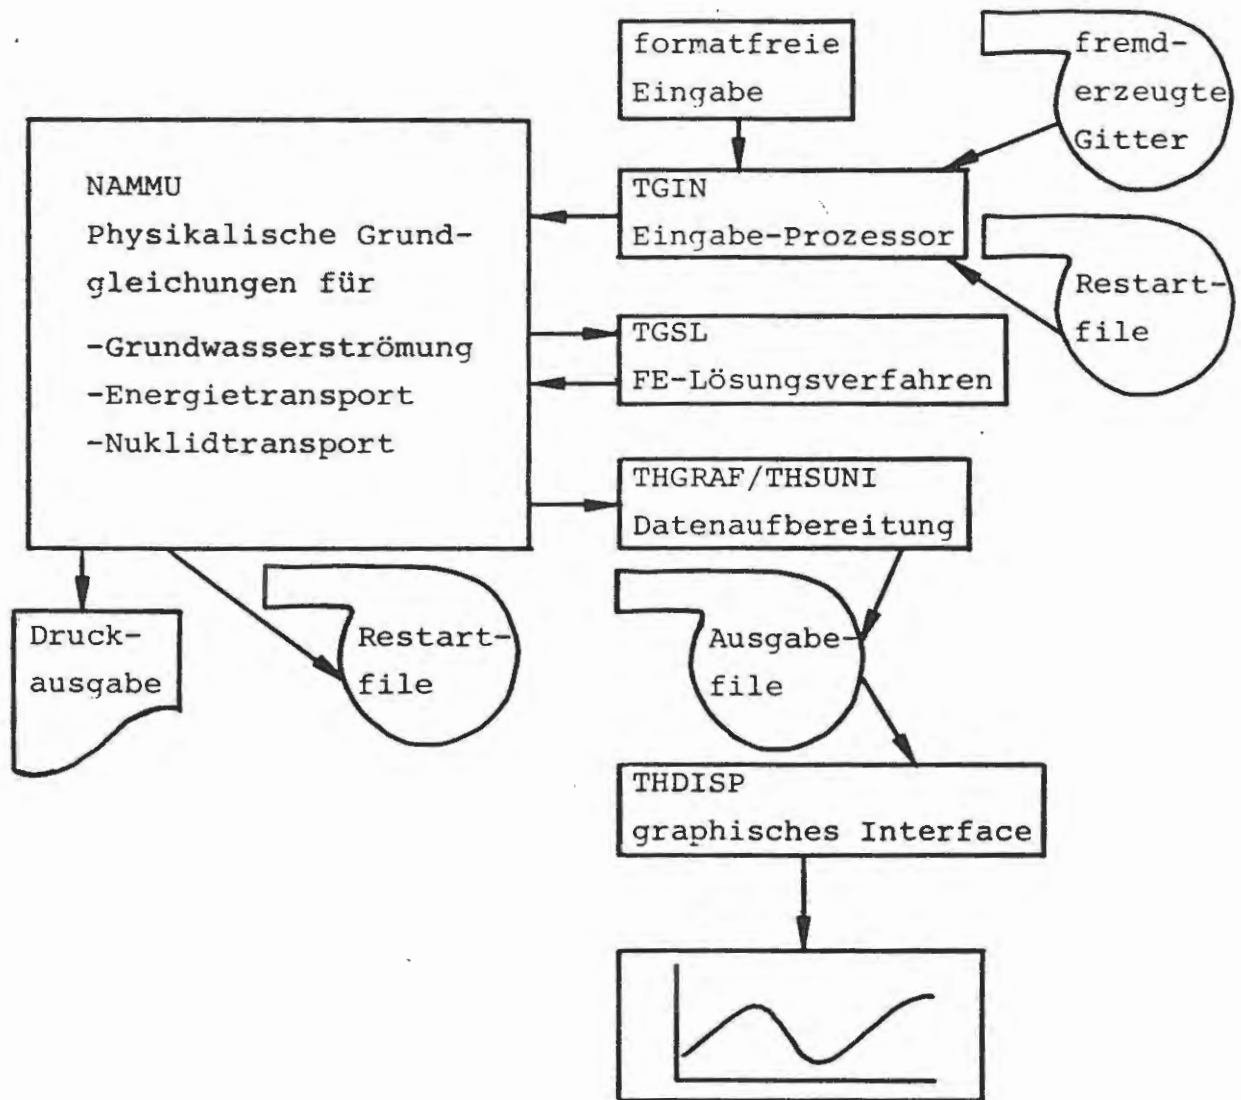 formatfreie
Eingabe
fremd-
erzeugte
Gitter
NAMMU
Physikalische Grund-
gleichungen für
-Grundwasserströmung
-Energietransport
-Nuklidtransport
TGIN
Eingabe-Prozessor
Restart-
file
TGSL
FE-Lösungsverfahren
THGRAF/THSUNI
Datenaufbereitung
Druck-
ausgabe
Restart-
file
Ausgabe-
file
THDISP
graphisches Interface